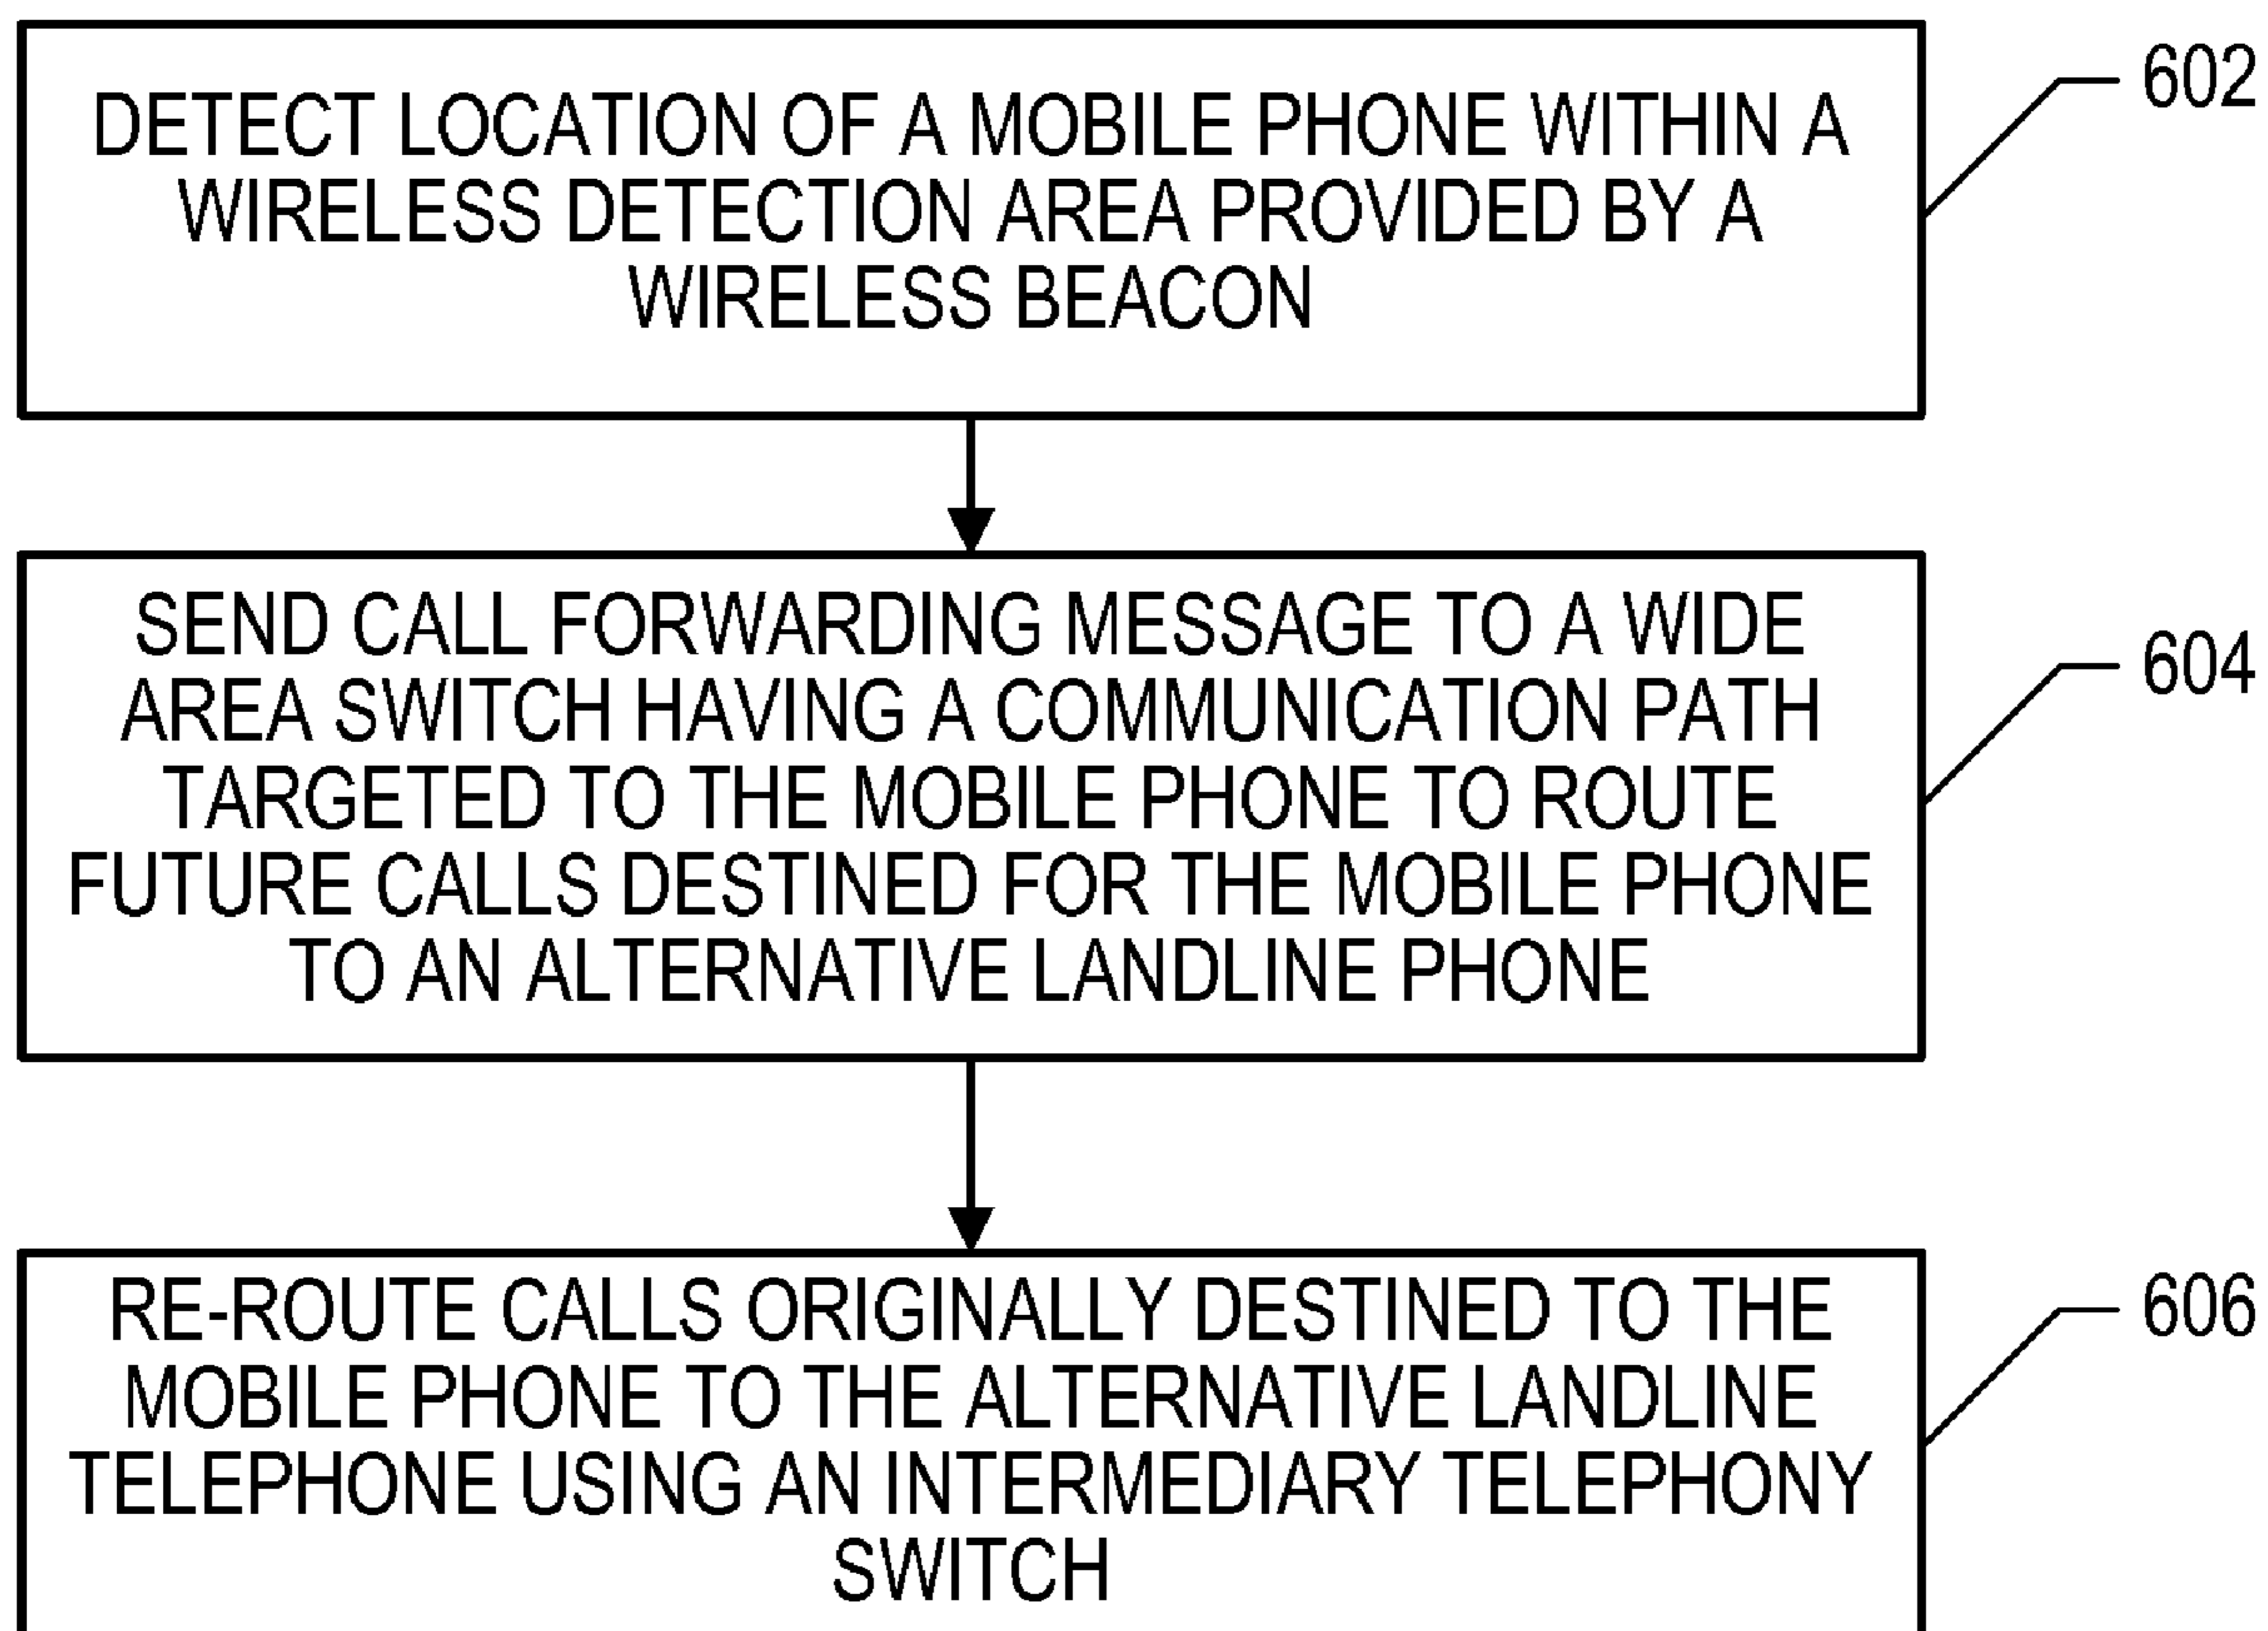 DETECT LOCATION OF A MOBILE PHONE WITHIN A
WIRELESS DETECTION AREA PROVIDED BY A
WIRELESS BEACON
602
SEND CALL FORWARDING MESSAGE TO A WIDE
AREA SWITCH HAVING A COMMUNICATION PATH
TARGETED TO THE MOBILE PHONE TO ROUTE
FUTURE CALLS DESTINED FOR THE MOBILE PHONE
TO AN ALTERNATIVE LANDLINE PHONE
604
RE-ROUTE CALLS ORIGINALLY DESTINED TO THE
MOBILE PHONE TO THE ALTERNATIVE LANDLINE
TELEPHONE USING AN INTERMEDIARY TELEPHONY
SWITCH
606